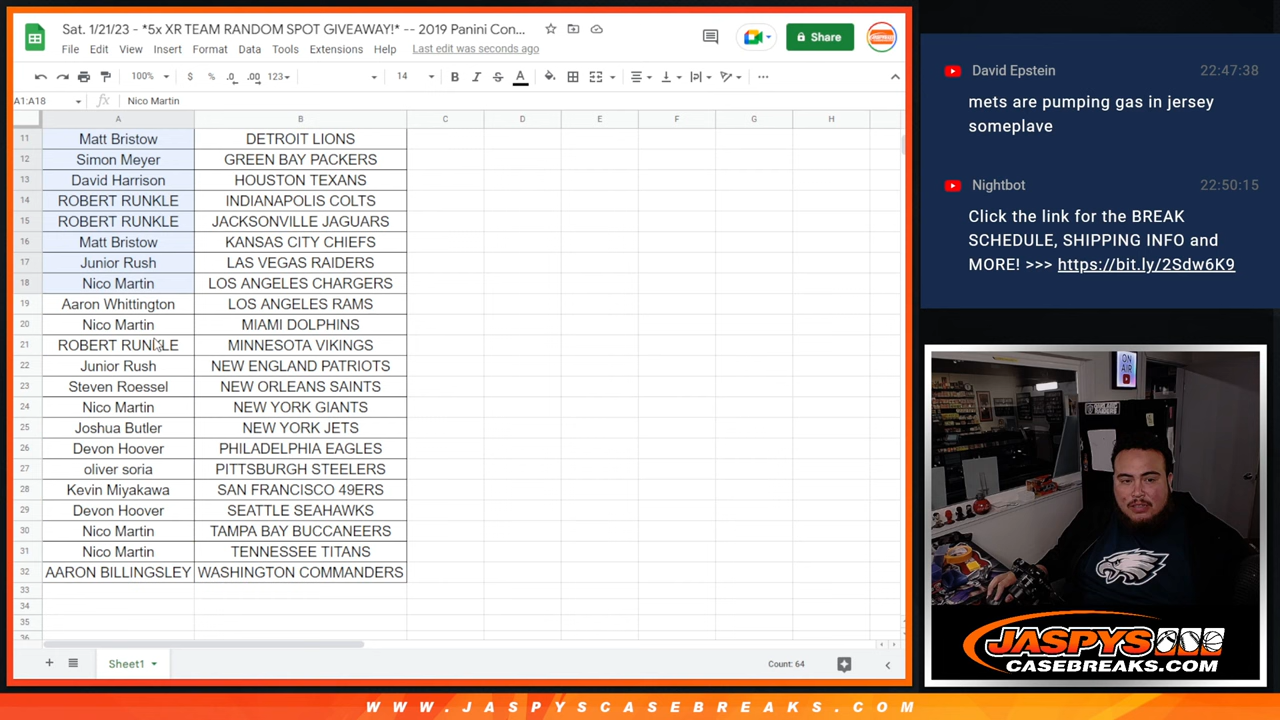 Sat. 1/21/23 - *5x XR TEAM RANDOM SPOT GIVEAWAY!* -- 2019 Panini Con...
File Edit View Insert Format Data Tools Extensions Help Last edit was seconds ago
Share
100% $ % .0 .00 123 14 B I S A
A1:A18 fx Nico Martin
A B C D E F G H
11 Matt Bristow DETROIT LIONS
12 Simon Meyer GREEN BAY PACKERS
13 David Harrison HOUSTON TEXANS
14 ROBERT RUNKLE INDIANAPOLIS COLTS
15 ROBERT RUNKLE JACKSONVILLE JAGUARS
16 Matt Bristow KANSAS CITY CHIEFS
17 Junior Rush LAS VEGAS RAIDERS
18 Nico Martin LOS ANGELES CHARGERS
19 Aaron Whittington LOS ANGELES RAMS
20 Nico Martin MIAMI DOLPHINS
21 ROBERT RUNKLE MINNESOTA VIKINGS
22 Junior Rush NEW ENGLAND PATRIOTS
23 Steven Roessel NEW ORLEANS SAINTS
24 Nico Martin NEW YORK GIANTS
25 Joshua Butler NEW YORK JETS
26 Devon Hoover PHILADELPHIA EAGLES
27 oliver soria PITTSBURGH STEELERS
28 Kevin Miyakawa SAN FRANCISCO 49ERS
29 Devon Hoover SEATTLE SEAHAWKS
30 Nico Martin TAMPA BAY BUCCANEERS
31 Nico Martin TENNESSEE TITANS
32 AARON BILLINGSLEY WASHINGTON COMMANDERS
33
34
35
36
Sheet1
Count: 64
David Epstein 22:47:38
mets are pumping gas in jersey
someplave
Nightbot 22:50:15
Click the link for the BREAK
SCHEDULE, SHIPPING INFO and
MORE! >>> https://bit.ly/2Sdw6K9
ON
AIR
JASPYS
CASEBREAKS.COM
WWW.JASPYSCASEBREAKS.COM